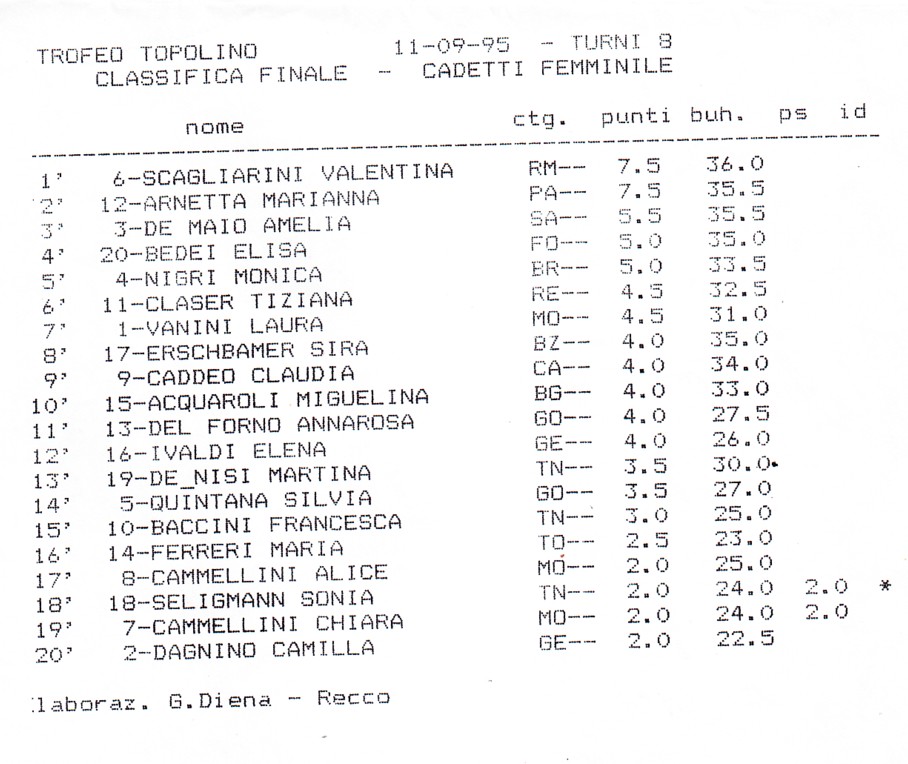 TROFEO TOPOLINO 11-09-95 - TURNI 8
CLASSIFICA FINALE - CADETTI FEMMINILE
nome ctg. punti buh. ps id
1' 6-SCAGLIARINI VALENTINA RM-- 7.5 36.0
2' 12-ARNETTA MARIANNA PA-- 7.5 35.5
3' 3-DE MAIO AMELIA SA-- 5.5 35.5
4' 20-BEDEI ELISA FO-- 5.0 35.0
5' 4-NIGRI MONICA BR-- 5.0 33.5
6' 11-CLASER TIZIANA RE-- 4.5 32.5
7' 1-VANINI LAURA MO-- 4.5 31.0
8' 17-ERSCHBAMER SIRA BZ-- 4.0 35.0
9' 9-CADDEO CLAUDIA CA-- 4.0 34.0
10' 15-ACQUAROLI MIGUELINA BG-- 4.0 33.0
11' 13-DEL FORNO ANNAROSA GO-- 4.0 27.5
12' 16-IVALDI ELENA GE-- 4.0 26.0
13' 19-DE_NISI MARTINA TN-- 3.5 30.0
14' 5-QUINTANA SILVIA GO-- 3.5 27.0
15' 10-BACCINI FRANCESCA TN-- 3.0 25.0
16' 14-FERRERI MARIA TO-- 2.5 23.0
17' 8-CAMMELLINI ALICE MO-- 2.0 25.0
18' 18-SELIGMANN SONIA TN-- 2.0 24.0 2.0 *
19' 7-CAMMELLINI CHIARA MO-- 2.0 24.0 2.0
20' 2-DAGNINO CAMILLA GE-- 2.0 22.5
laboraz. G.Diena - Recco